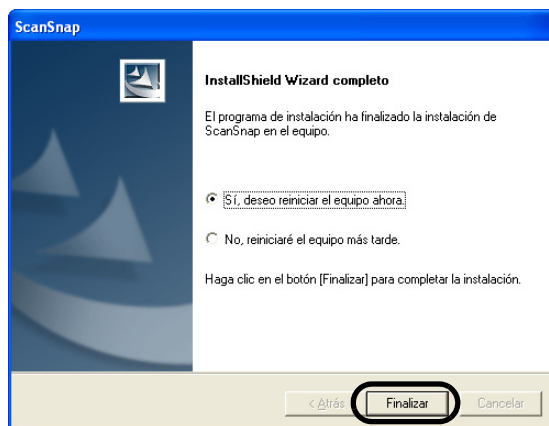 ScanSnap
InstallShield Wizard completo
El programa de instalación ha finalizado la instalación de
ScanSnap en el equipo.
Sí, deseo reiniciar el equipo ahora.
No, reiniciaré el equipo más tarde.
Haga clic en el botón [Finalizar] para completar la instalación.
< Atrás
Finalizar
Cancelar